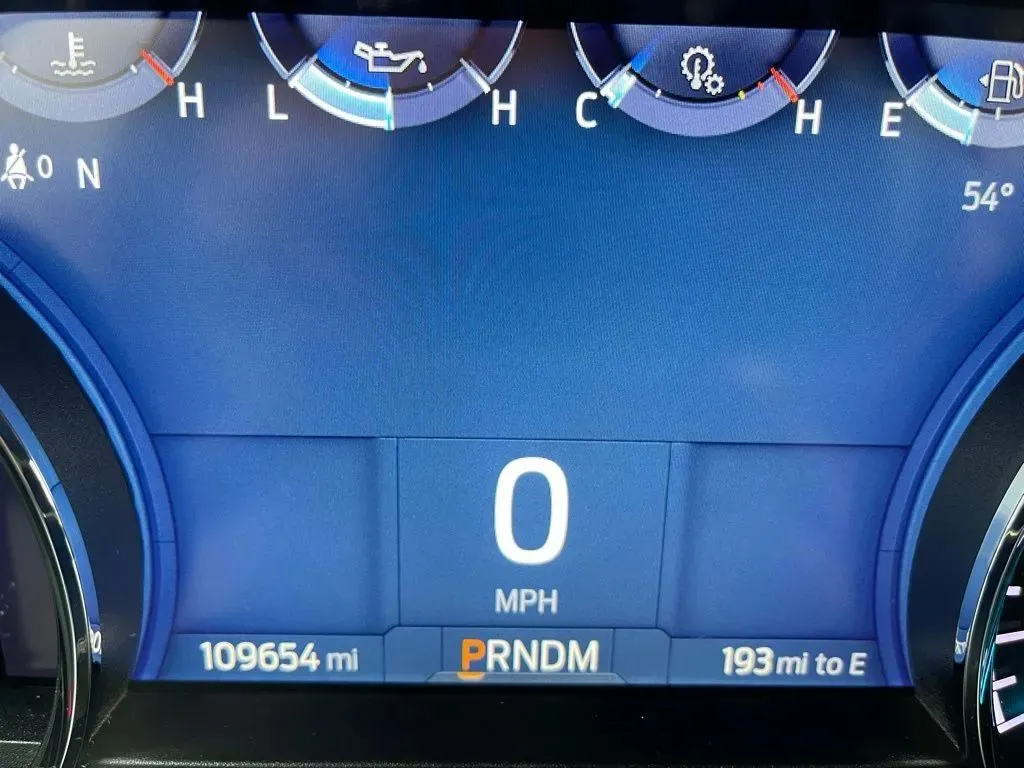 H L H C H E
0 N 54°
0
MPH
109654 mi PRNDM 193 mi to E